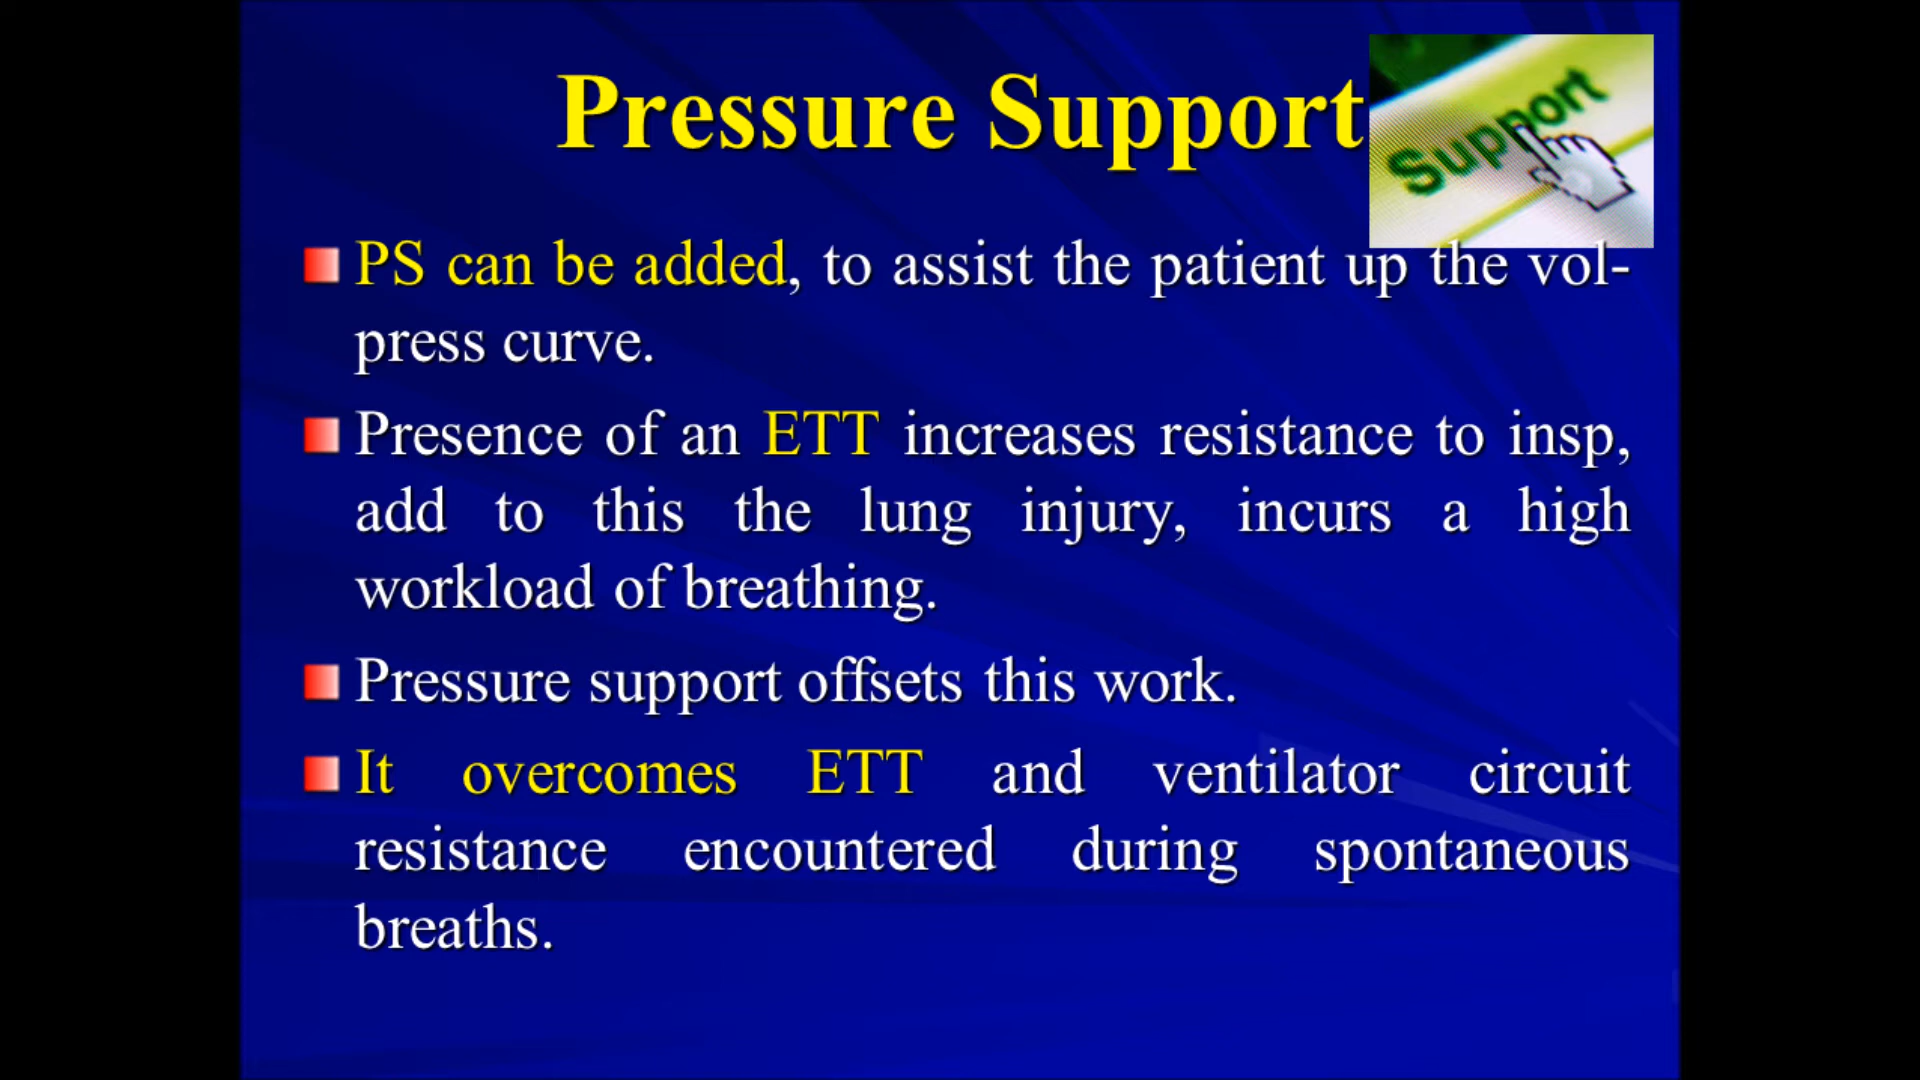 Pressure Support
Support
PS can be added, to assist the patient up the vol-
press curve.
Presence of an ETT increases resistance to insp,
add to this the lung injury, incurs a high
workload of breathing.
Pressure support offsets this work.
It overcomes ETT and ventilator circuit
resistance encountered during spontaneous
breaths.